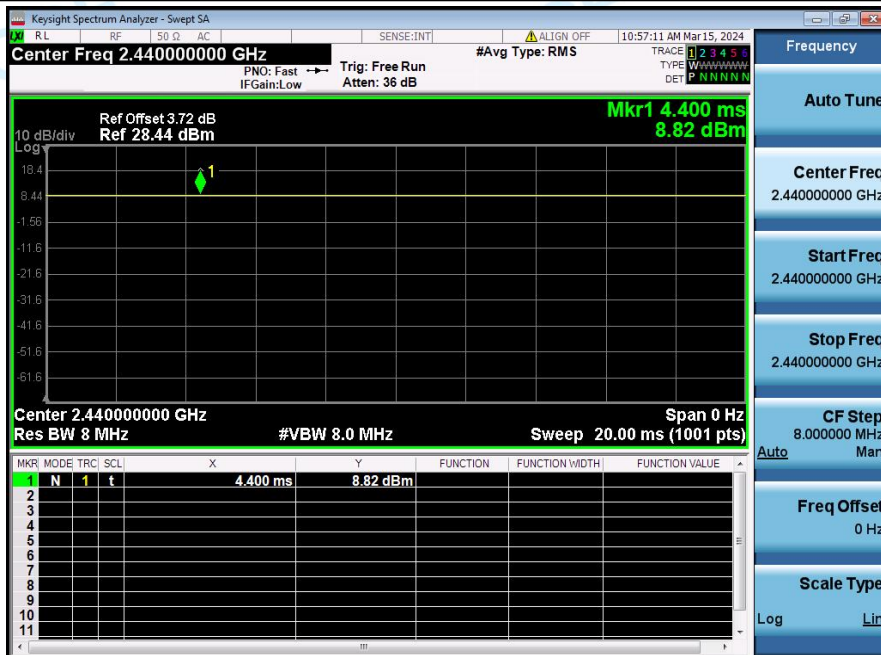 Keysight Spectrum Analyzer - Swept SA
LXI RL RF 50 Ω AC SENSE:INT ALIGN OFF 10:57:11 AM Mar 15, 2024
Center Freq 2.440000000 GHz
PNO: Fast
IFGain:Low
Trig: Free Run
Atten: 36 dB
#Avg Type: RMS
TRACE 1 2 3 4 5 6
TYPE WWWWWW
DET P N N N N N
Mkr1 4.400 ms
8.82 dBm
Ref Offset 3.72 dB
10 dB/div Ref 28.44 dBm
Log
1
18.4
8.44
-1.56
-11.6
-21.6
-31.6
-41.6
-51.6
-61.6
Center 2.440000000 GHz Span 0 Hz
Res BW 8 MHz #VBW 8.0 MHz Sweep 20.00 ms (1001 pts)
MKR MODE TRC SCL X Y FUNCTION FUNCTION WIDTH FUNCTION VALUE
1 N 1 t 4.400 ms 8.82 dBm
2
3
4
5
6
7
8
9
10
11
Frequency
Auto Tune
Center Freq
2.440000000 GHz
Start Freq
2.440000000 GHz
Stop Freq
2.440000000 GHz
CF Step
8.000000 MHz
Auto Man
Freq Offset
0 Hz
Scale Type
Log Lin